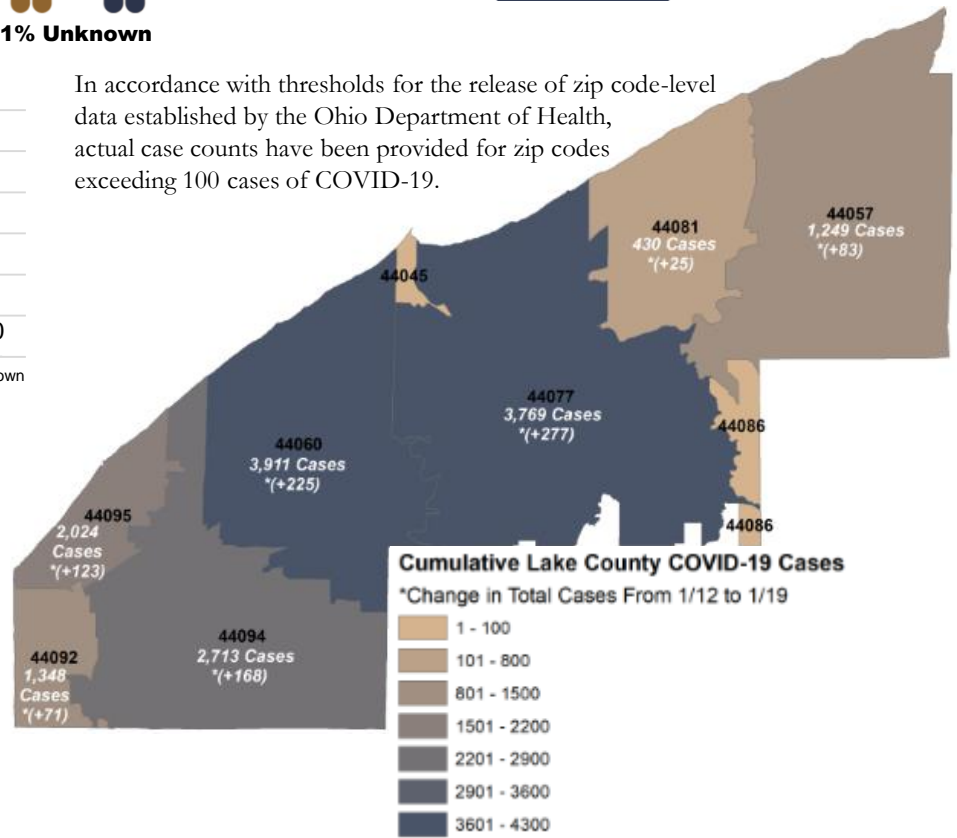 1% Unknown
In accordance with thresholds for the release of zip code-level
data established by the Ohio Department of Health,
actual case counts have been provided for zip codes
exceeding 100 cases of COVID-19.
44057
1,249 Cases
*(+83)
44081
430 Cases
*(+25)
44045
44077
3,769 Cases
*(+277)
44086
44060
3,911 Cases
*(+225)
44095
2,024
Cases
*(+123)
44086
44094
2,713 Cases
*(+168)
44092
1,348
Cases
*(+71)
Cumulative Lake County COVID-19 Cases
*Change in Total Cases From 1/12 to 1/19
1 - 100
101 - 800
801 - 1500
1501 - 2200
2201 - 2900
2901 - 3600
3601 - 4300